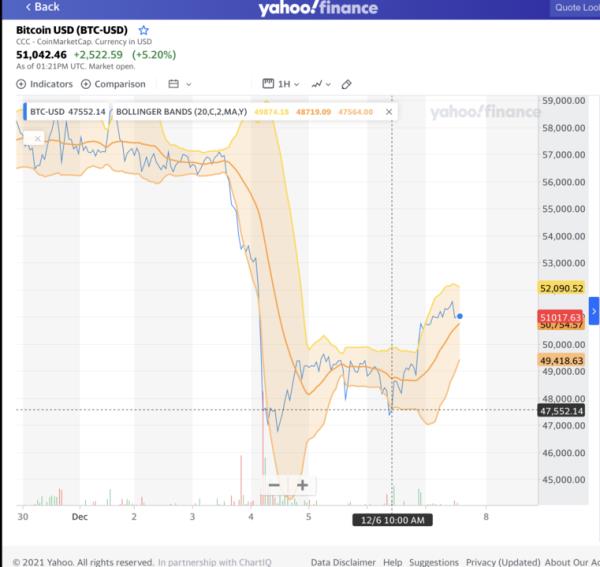 < Back
yahoo!finance
Quote Look
Bitcoin USD (BTC-USD)
CCC - CoinMarketCap. Currency in USD
51,042.46 +2,522.59 (+5.20%)
As of 01:21PM UTC. Market open.
Indicators Comparison 1H
BTC-USD 47552.14 BOLLINGER BANDS (20,C,2,MA,Y) 49874.18 48719.09 47564.00 ×
×
yahoo!finance
59,000.00
58,000.00
57,000.00
56,000.00
55,000.00
54,000.00
53,000.00
52,090.52
51017.63
50,754.57
50,000.00
49,418.63
49,000.00
47,552.14
47,000.00
46,000.00
45,000.00
− +
30 Dec 2 3 4 5 12/6 10:00 AM 8
© 2021 Yahoo. All rights reserved. In partnership with ChartIQ
Data Disclaimer Help Suggestions Privacy (Updated) About Our Ad